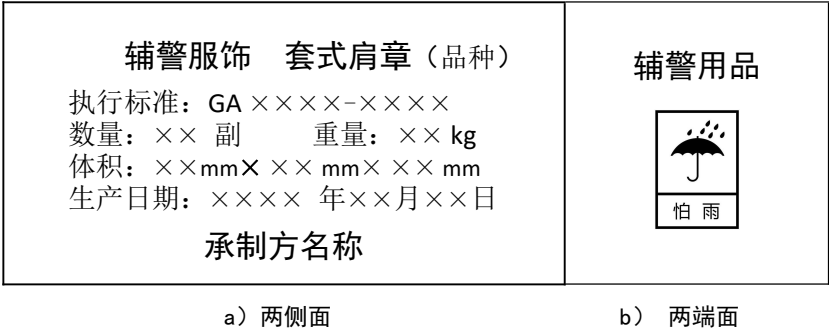 辅警服饰 套式肩章（品种）
执行标准：GA ××××-××××
数量：×× 副 重量：×× kg
体积：××mm× ×× mm× ×× mm
生产日期：×××× 年××月××日
承制方名称
辅警用品
怕 雨
a）两侧面
b） 两端面